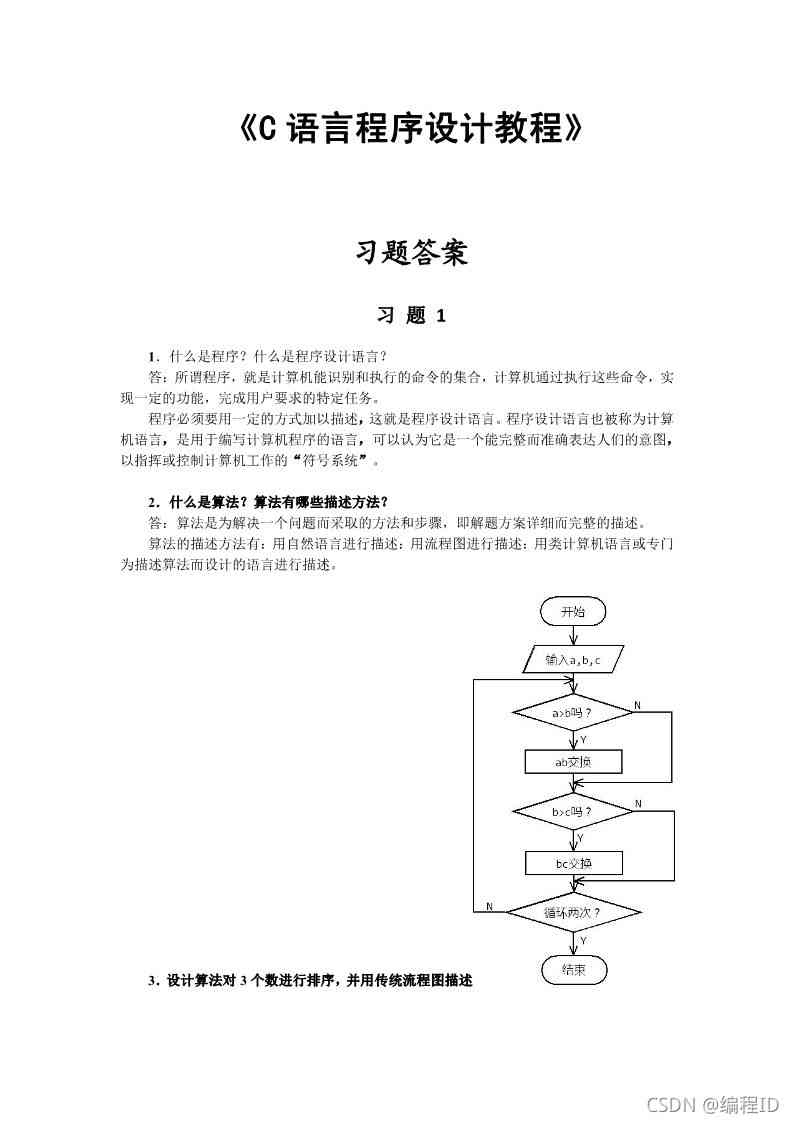 《C 语言程序设计教程》
习题答案
习 题 1
1．什么是程序？什么是程序设计语言？
答：所谓程序，就是计算机能识别和执行的命令的集合，计算机通过执行这些命令，实
现一定的功能，完成用户要求的特定任务。
程序必须要用一定的方式加以描述，这就是程序设计语言。程序设计语言也被称为计算
机语言，是用于编写计算机程序的语言，可以认为它是一个能完整而准确表达人们的意图，
以指挥或控制计算机工作的“符号系统”。
2．什么是算法？算法有哪些描述方法？
答：算法是为解决一个问题而采取的方法和步骤，即解题方案详细而完整的描述。
算法的描述方法有：用自然语言进行描述；用流程图进行描述；用类计算机语言或专门
为描述算法而设计的语言进行描述。
开始
输入a,b,c
a>b吗？
N
Y
ab交换
b>c吗？
N
Y
bc交换
循环两次？
N
Y
结束
3．设计算法对 3 个数进行排序，并用传统流程图描述
CSDN @编程ID